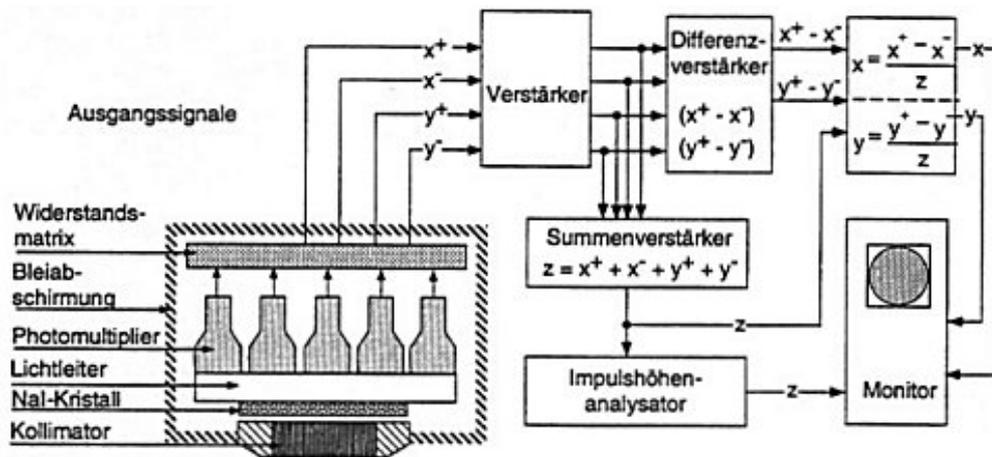 Ausgangssignale
x⁺
x⁻
y⁺
y⁻
Verstärker
Differenz-
verstärker
(x⁺ - x⁻)
(y⁺ - y⁻)
x⁺ - x⁻
y⁺ - y⁻
x = x⁺ - x⁻ / z
y = y⁺ - y⁻ / z
x
y
Summenverstärker
z = x⁺ + x⁻ + y⁺ + y⁻
z
Impulshöhen-
analysator
z
Monitor
Widerstands-
matrix
Bleiab-
schirmung
Photomultiplier
Lichtleiter
NaI-Kristall
Kollimator